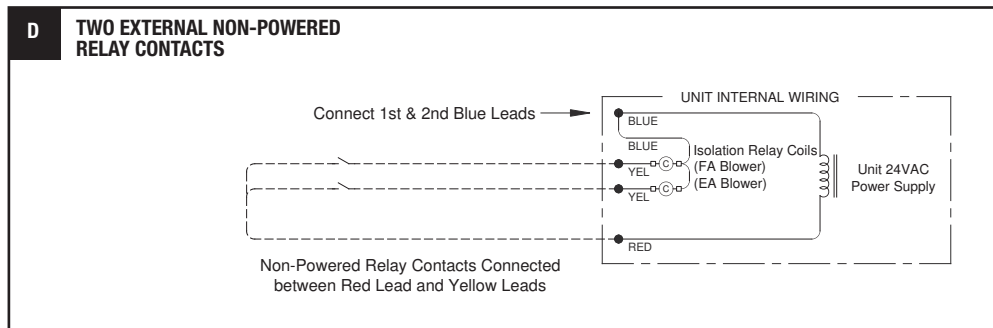 D
TWO EXTERNAL NON-POWERED
RELAY CONTACTS
UNIT INTERNAL WIRING
Connect 1st & 2nd Blue Leads
BLUE
BLUE
Isolation Relay Coils
YEL
C
(FA Blower)
Unit 24VAC
Power Supply
YEL
C
(EA Blower)
RED
Non-Powered Relay Contacts Connected
between Red Lead and Yellow Leads